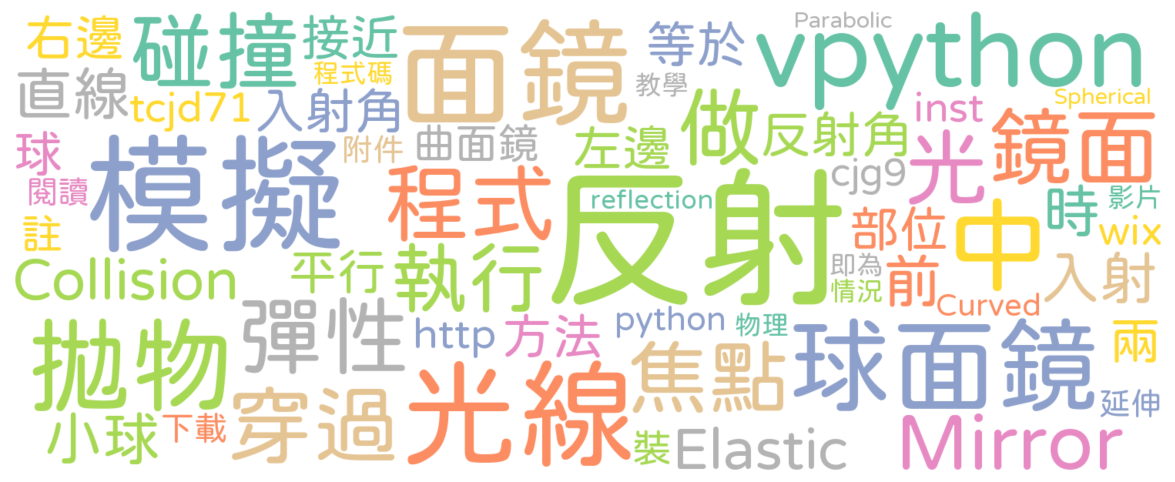 右邊
碰撞
接近
面鏡
等於
Parabolic
vpython
直線
程式碼
教學
tcjd71
入射角
做
反射角
inst
Spherical
鏡面
球
模擬
附件
曲面鏡
左邊
cjg9
光
閱讀
程式
反射
reflection
時
影片
註
部位
中
wix
Collision
平行
執行
即為
情況
前
入射
Curved
拋物
彈性
http
方法
python
物理
球面鏡
兩
小球
下載
穿過
光線
焦點
裝
Elastic
Mirror
延伸